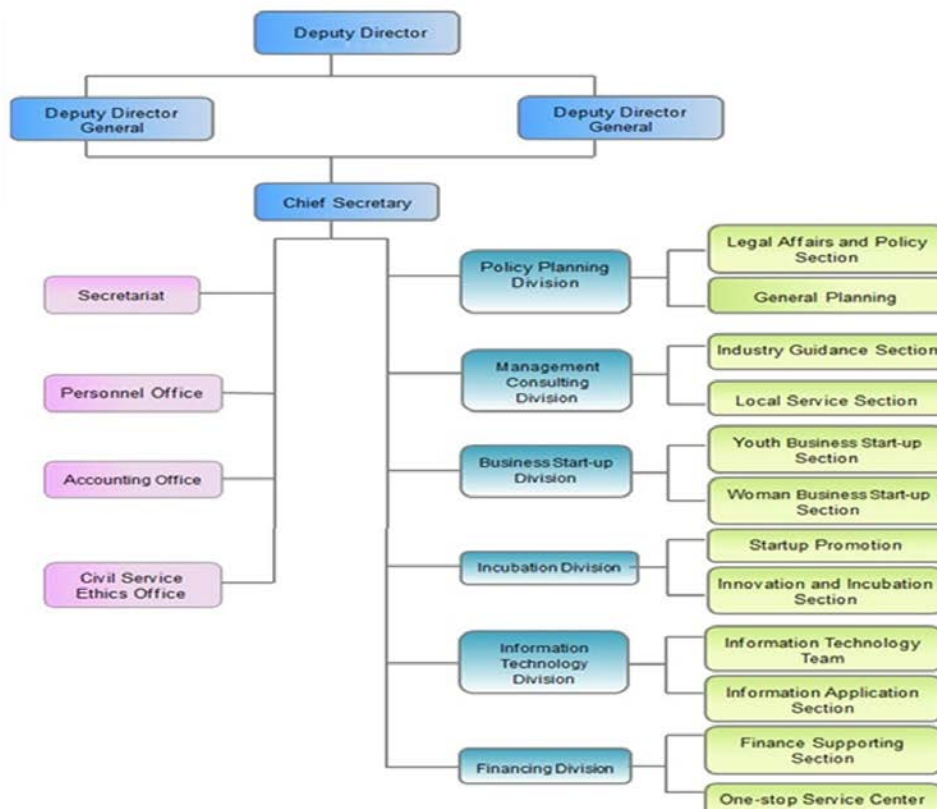 Deputy Director
Deputy Director
General
Deputy Director
General
Chief Secretary
Secretariat
Personnel Office
Accounting Office
Civil Service
Ethics Office
Policy Planning
Division
Legal Affairs and Policy
Section
General Planning
Management
Consulting
Division
Industry Guidance Section
Local Service Section
Business Start-up
Division
Youth Business Start-up
Section
Woman Business Start-up
Section
Incubation Division
Startup Promotion
Innovation and Incubation
Section
Information
Technology
Division
Information Technology
Team
Information Application
Section
Financing Division
Finance Supporting
Section
One-stop Service Center